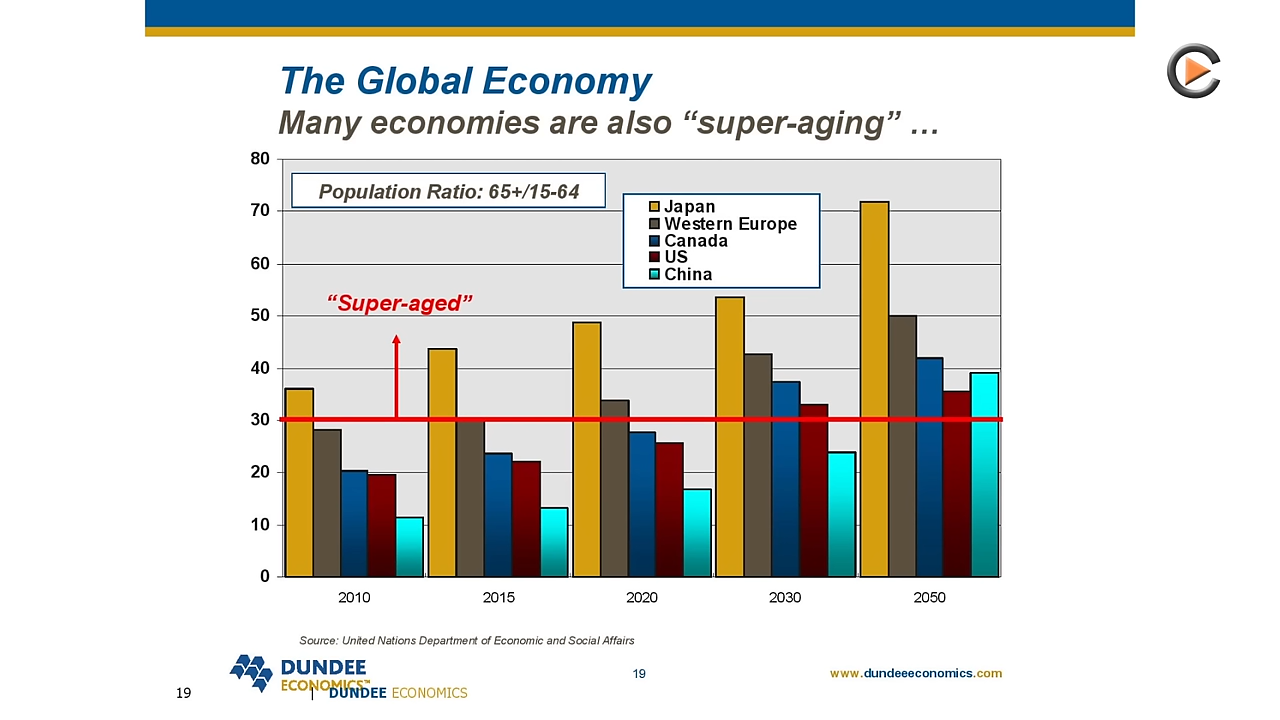 The Global Economy
Many economies are also “super-aging” …
80
Population Ratio: 65+/15-64
Japan
Western Europe
Canada
US
China
70
60
“Super-aged”
50
40
30
20
10
0
2010 2015 2020 2030 2050
Source: United Nations Department of Economic and Social Affairs
DUNDEE
ECONOMICS™
19
www.dundeeeconomics.com
19 | DUNDEE ECONOMICS